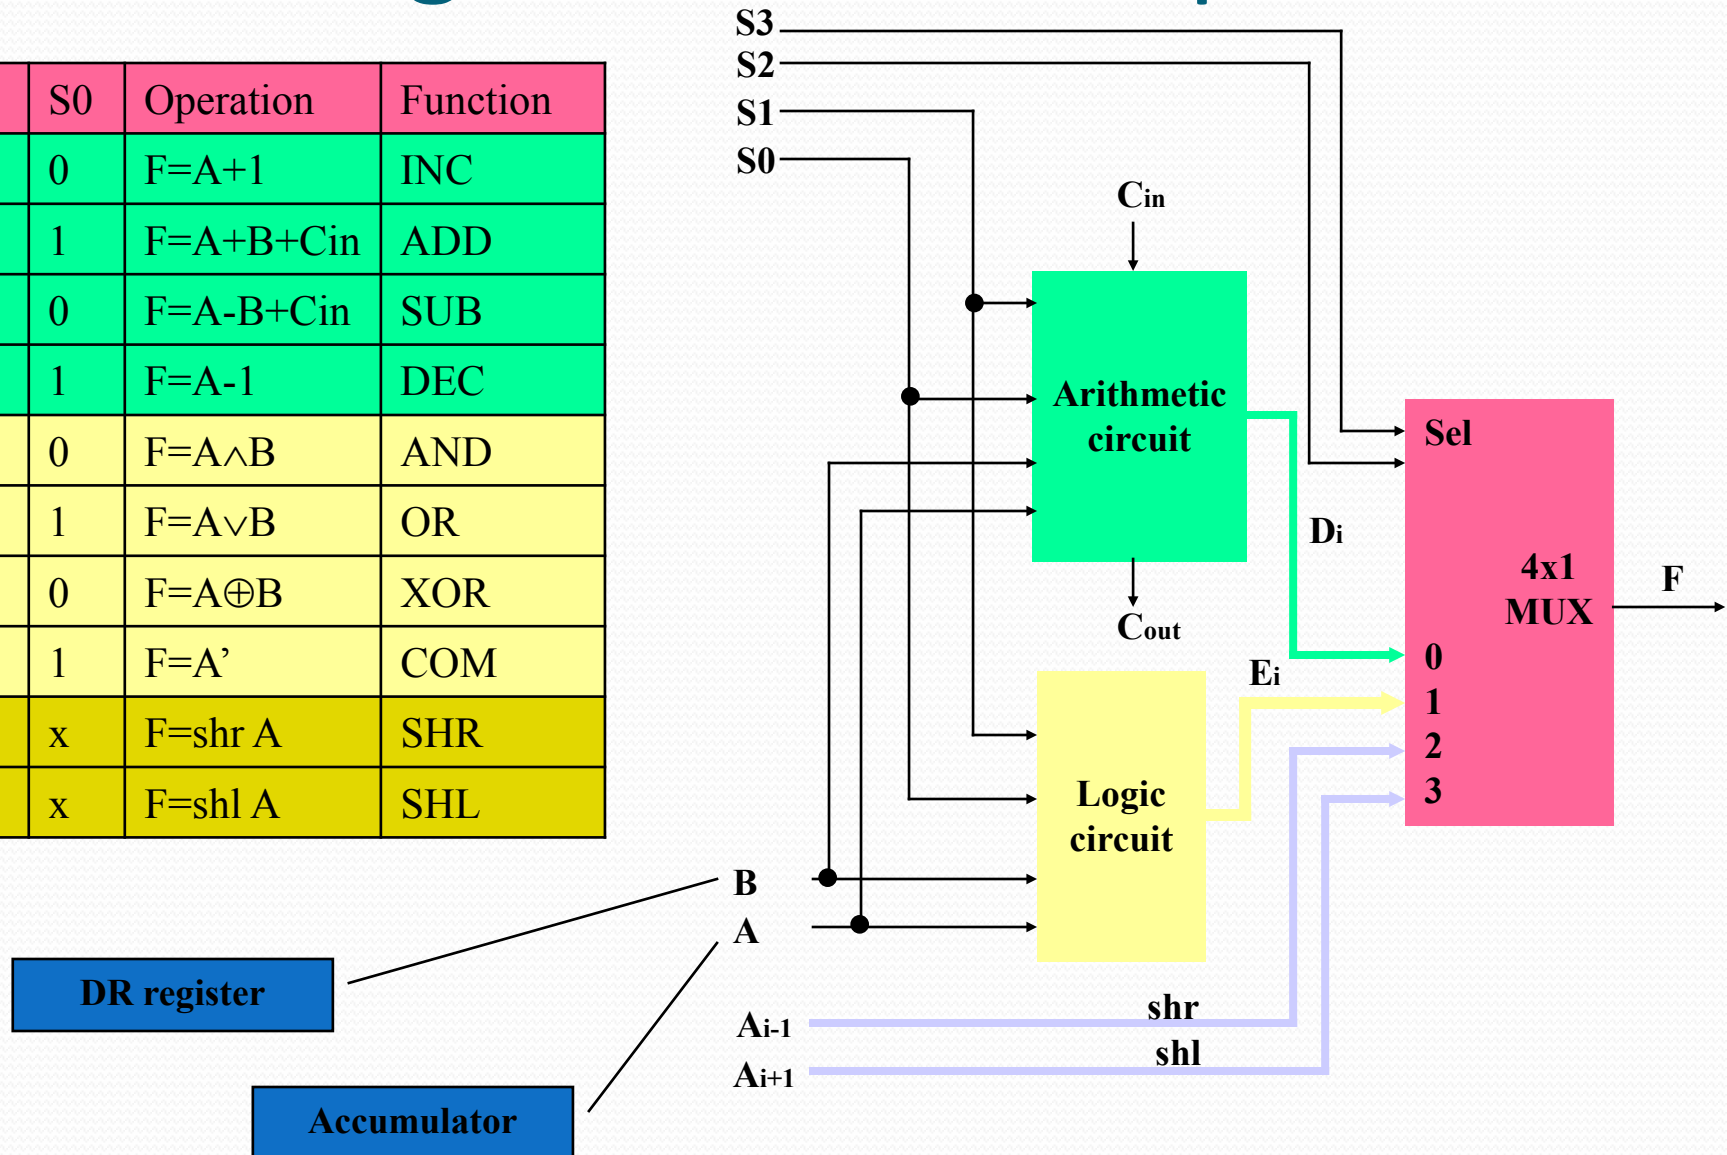 S0 Operation Function
0 F=A+1 INC
1 F=A+B+Cin ADD
0 F=A-B+Cin SUB
1 F=A-1 DEC
0 F=A∧B AND
1 F=A∨B OR
0 F=A⊕B XOR
1 F=A’ COM
x F=shr A SHR
x F=shl A SHL
S3
S2
S1
S0
Cin
Arithmetic
circuit
Cout
Di
Ei
Sel
4x1
MUX
0
1
2
3
F
Logic
circuit
B
A
DR register
Accumulator
Ai-1
shr
Ai+1
shl